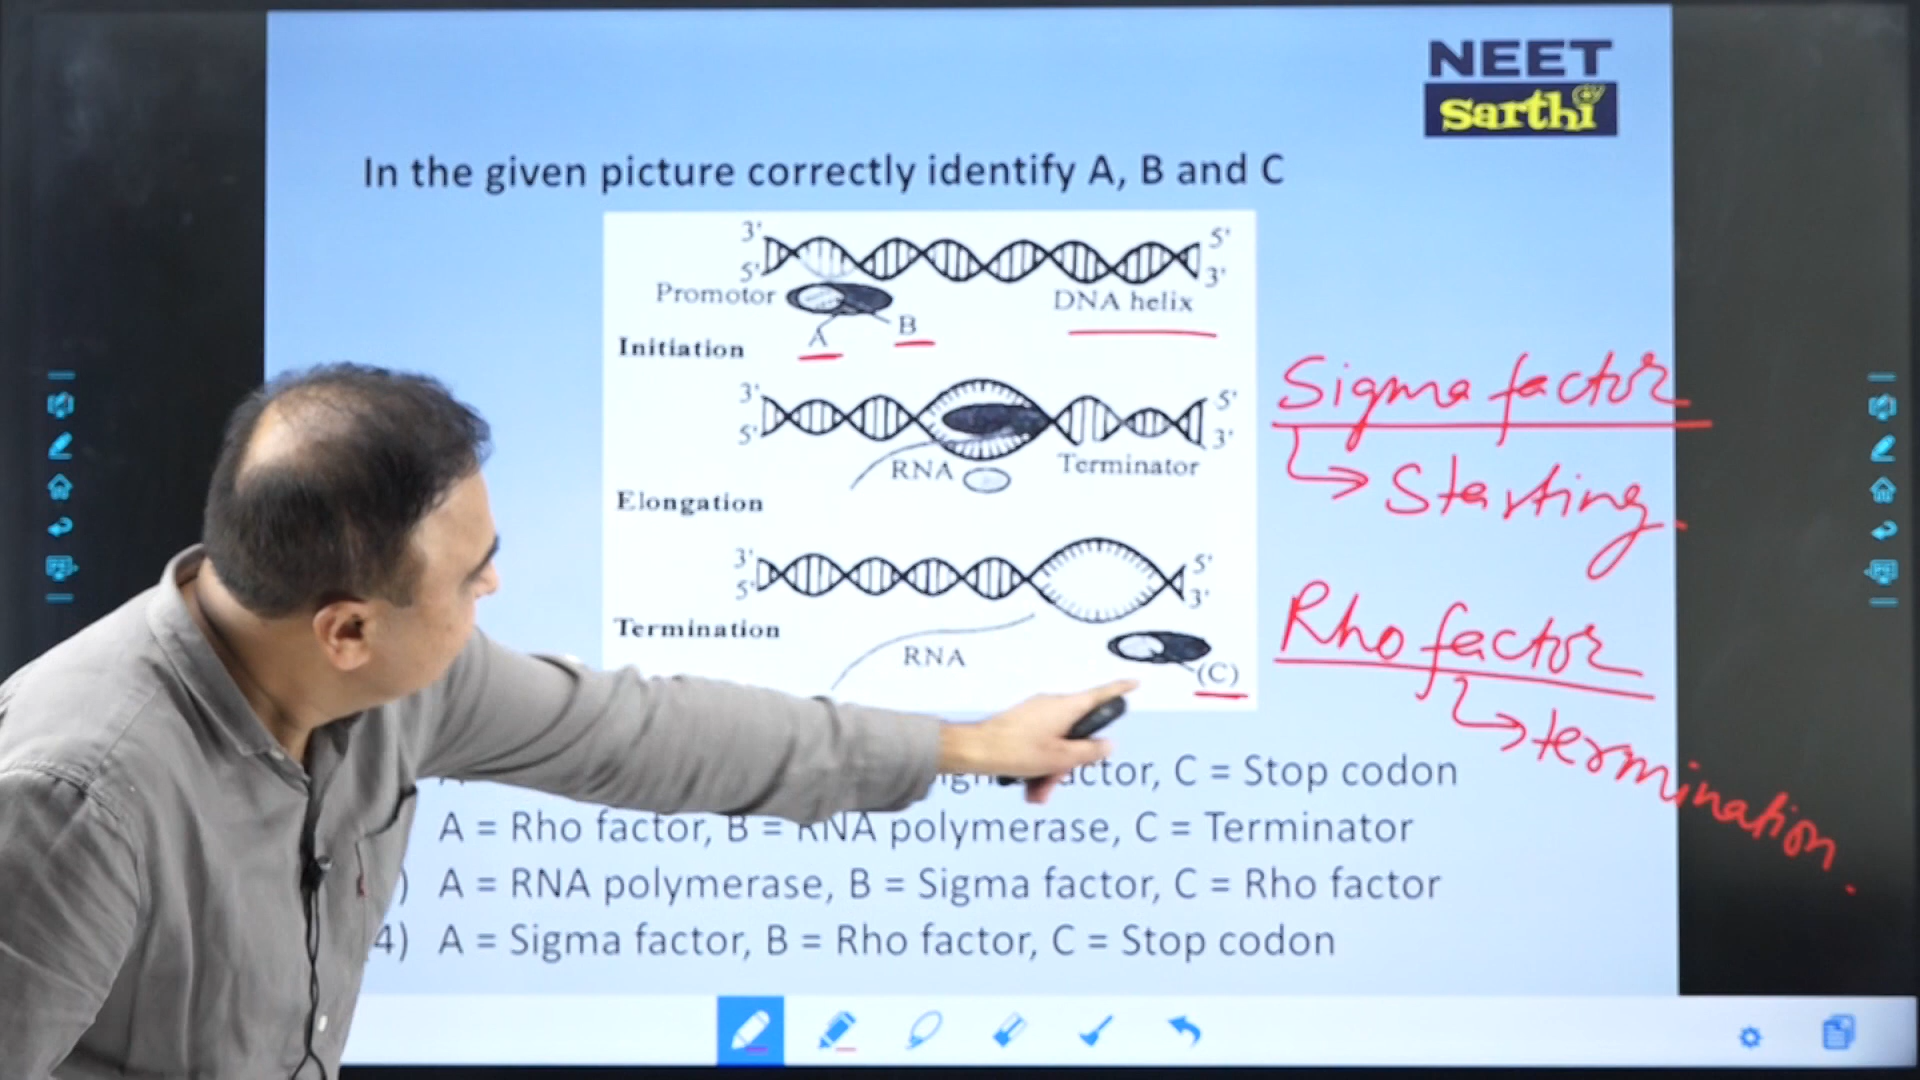 NEET
Sarthi
In the given picture correctly identify A, B and C
3' 5'
5' 3'
Promotor DNA helix
A B
Initiation
3' 5'
5' 3'
RNA Terminator
Elongation
3' 5'
5' 3'
Termination
RNA
(C)
Sigma factor
Starting.
Rho factor
termination.
C = Stop codon
A = Rho factor, B = RNA polymerase, C = Terminator
) A = RNA polymerase, B = Sigma factor, C = Rho factor
4) A = Sigma factor, B = Rho factor, C = Stop codon